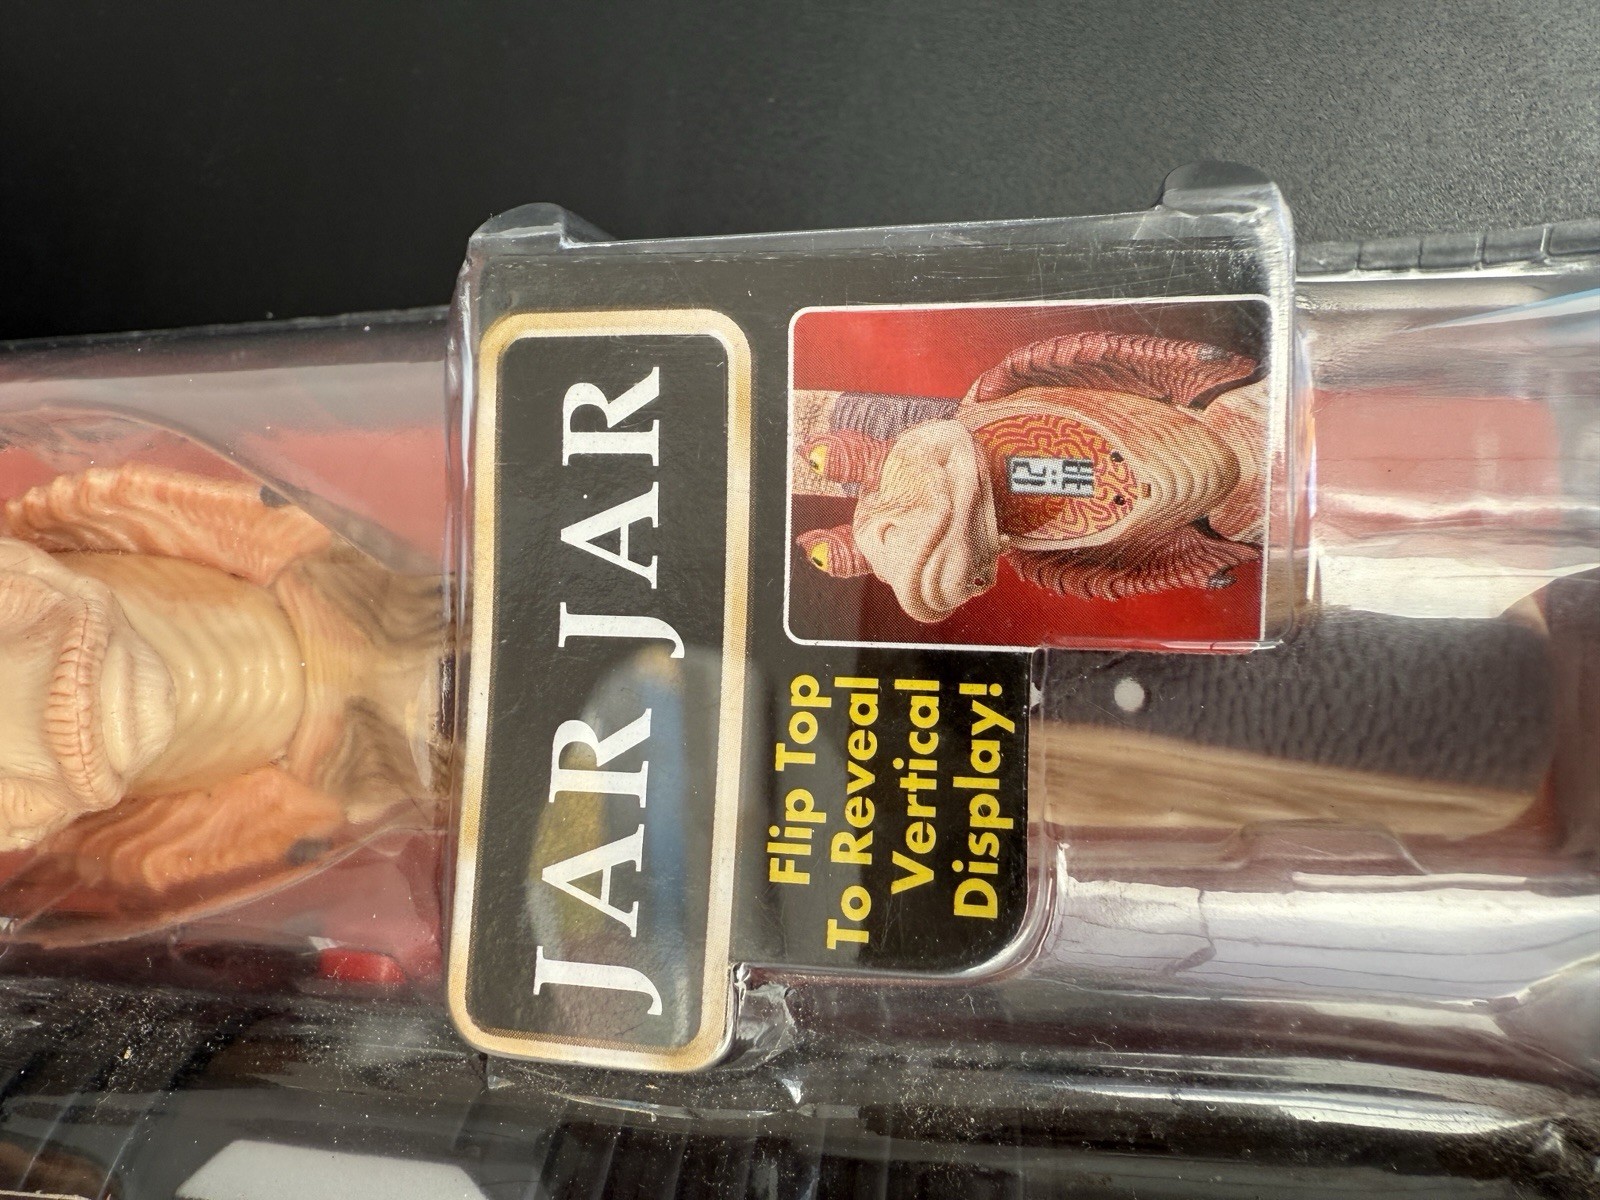 JAR JAR
Flip Top
To Reveal
Vertical
Display!